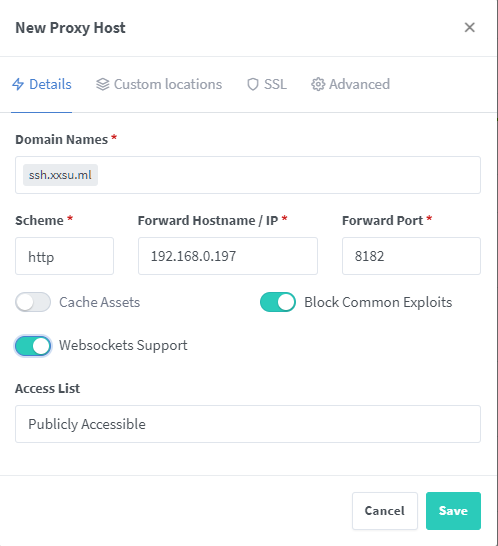 New Proxy Host
Details Custom locations SSL Advanced
Domain Names *
ssh.xxsu.ml
Scheme * Forward Hostname / IP * Forward Port *
http 192.168.0.197 8182
Cache Assets Block Common Exploits
Websockets Support
Access List
Publicly Accessible
Cancel Save